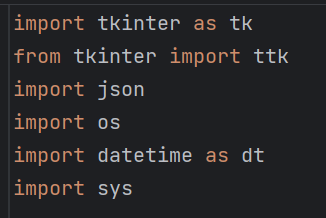 import tkinter as tk
from tkinter import ttk
import json
import os
import datetime as dt
import sys